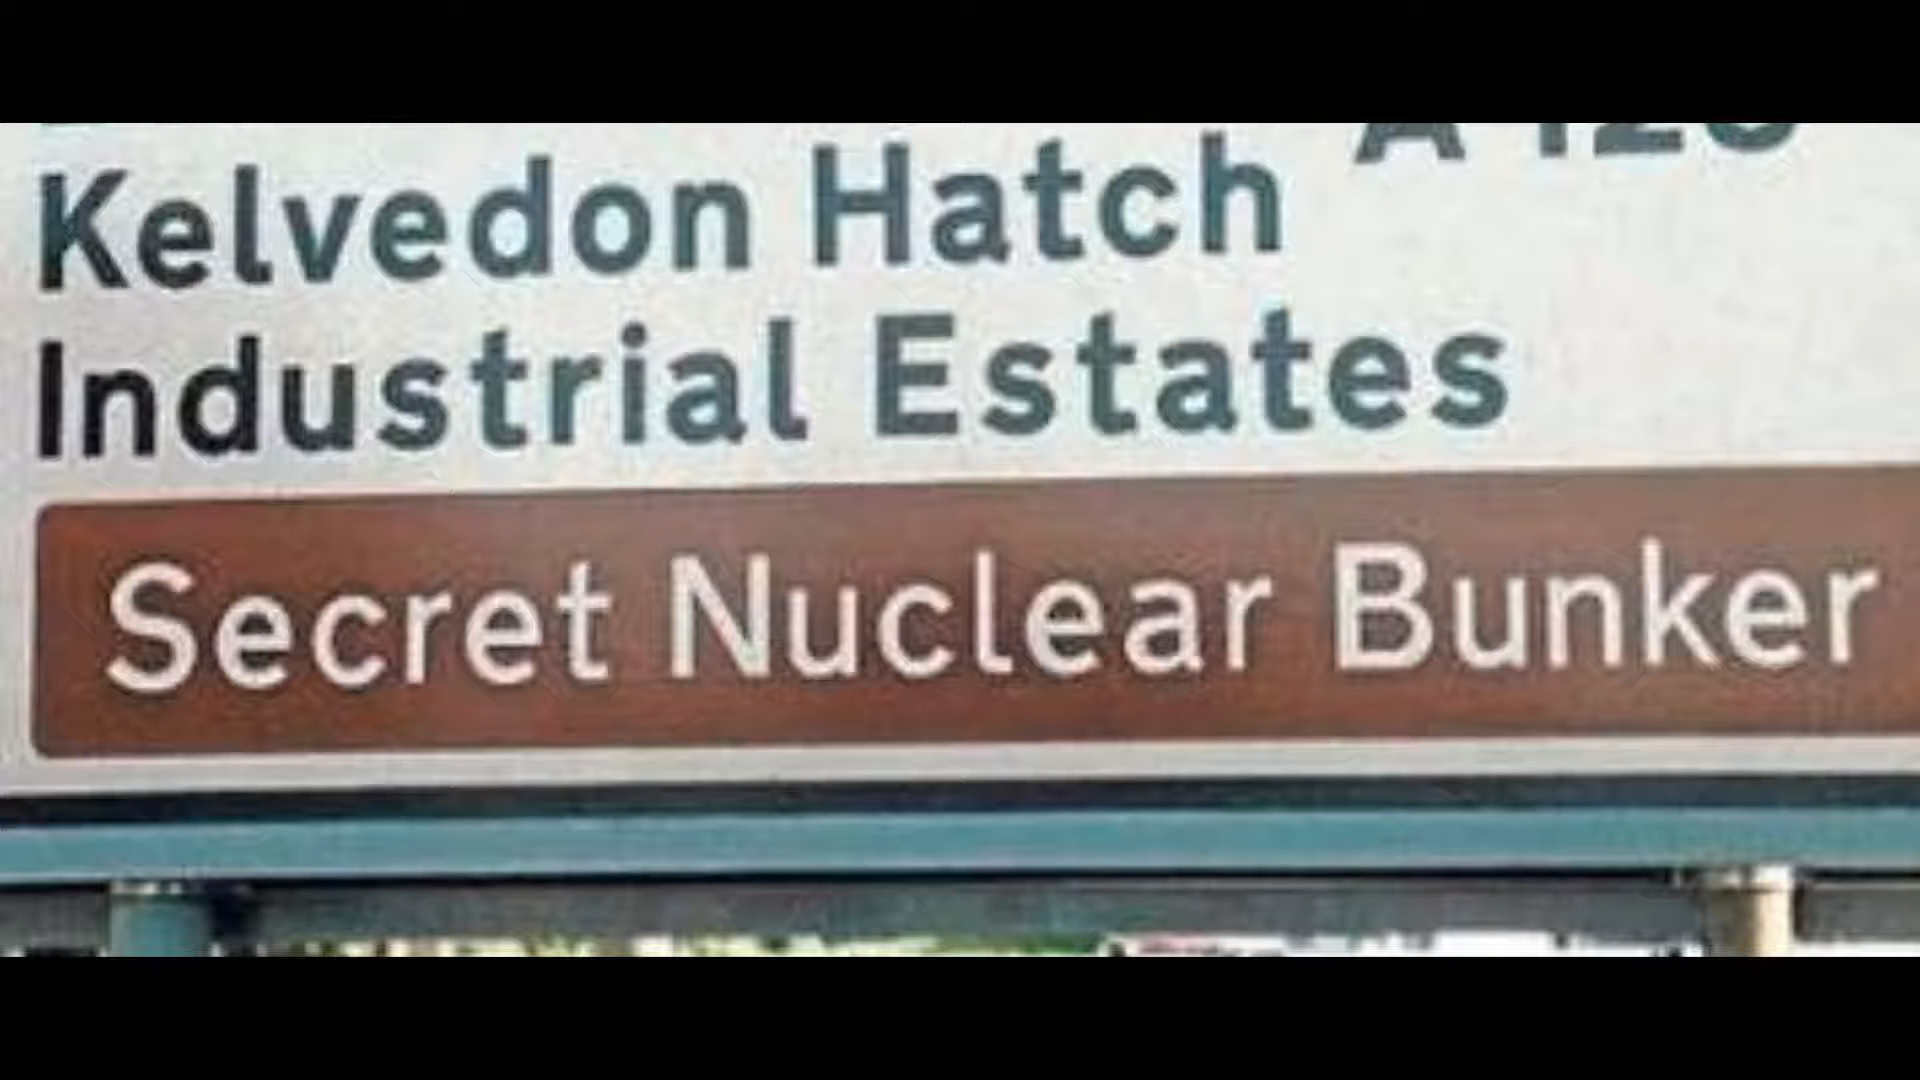 Kelvedon Hatch
Industrial Estates
Secret Nuclear Bunker